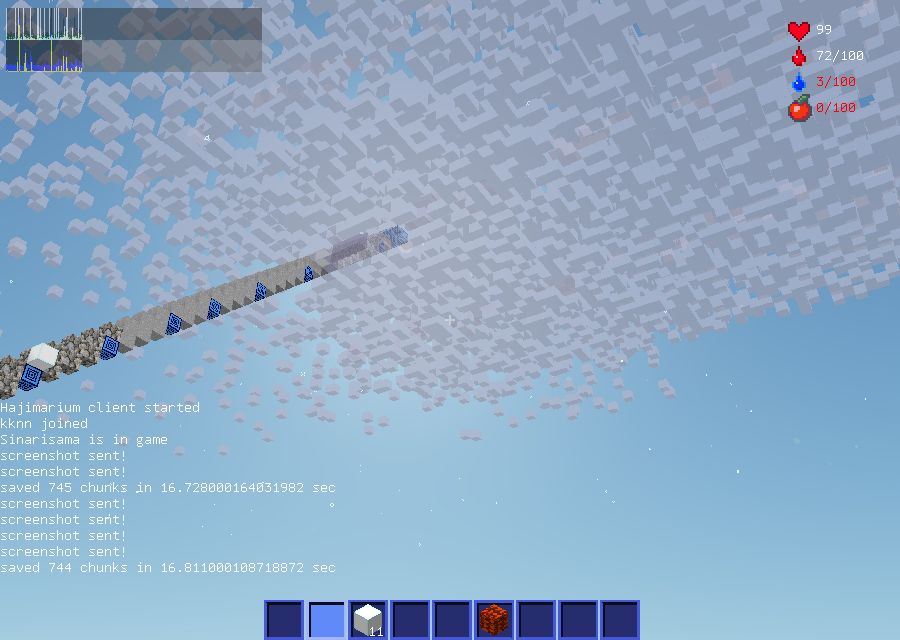 99
72/100
3/100
0/100
Hajimarium client started
kknn joined
Sinarisama is in game
screenshot sent!
screenshot sent!
saved 745 chunks in 16.728000164031982 sec
screenshot sent!
screenshot sent!
screenshot sent!
screenshot sent!
saved 744 chunks in 16.811000108718872 sec
11